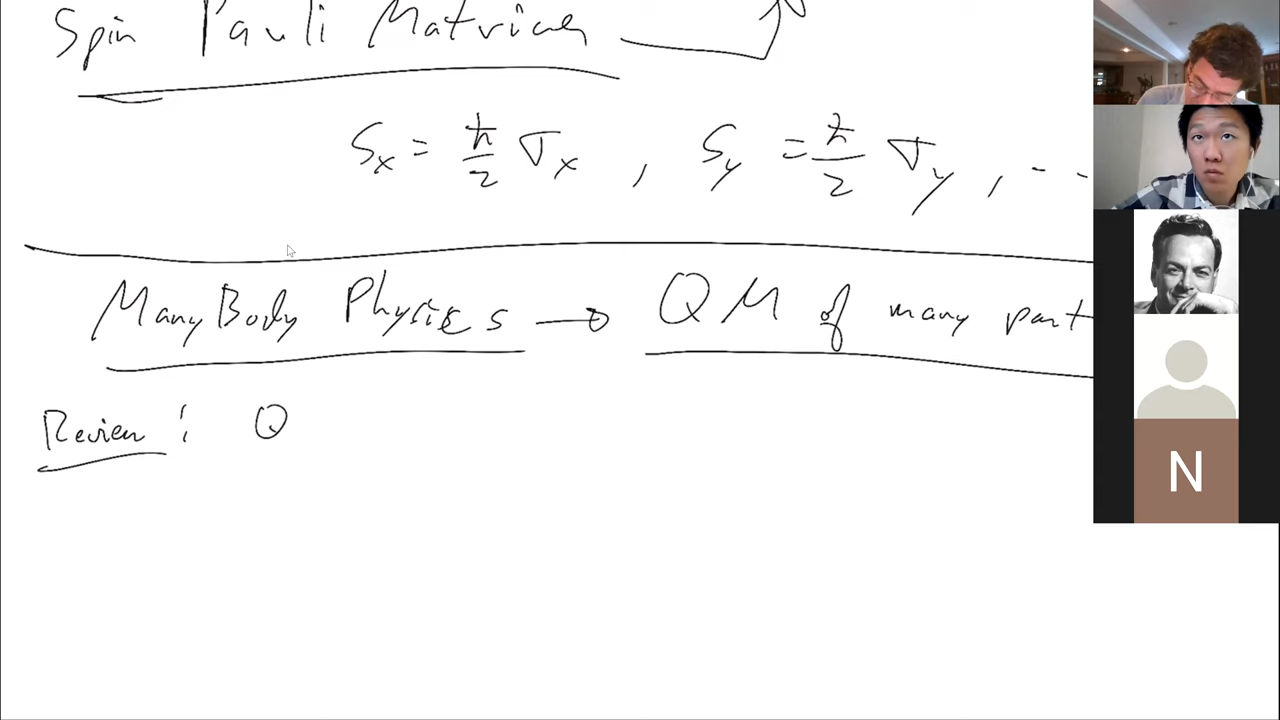 Spin Pauli Matrices
Sx = ħ/2 σx , Sy = ħ/2 σy , - -
Many Body Physics → QM of many part
Review : Q
N